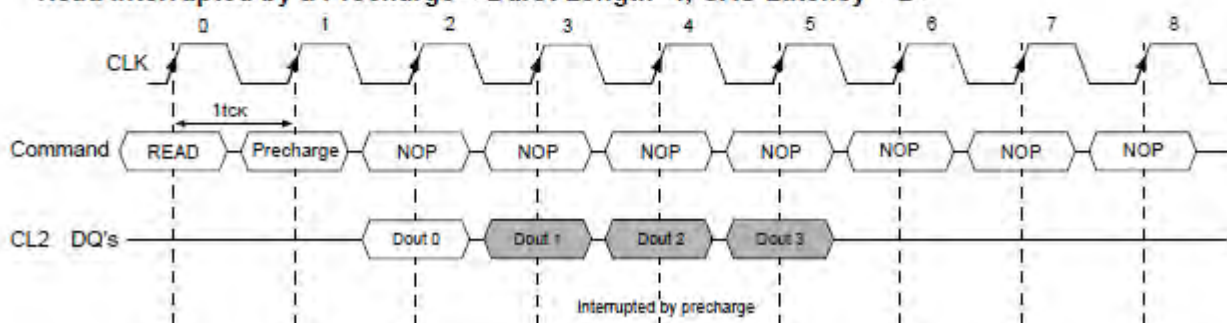 0 1 2 3 4 5 6 7 8
CLK
1tCK
Command READ Precharge NOP NOP NOP NOP NOP NOP NOP
CL2 DQ's Dout 0 Dout 1 Dout 2 Dout 3
Interrupted by precharge